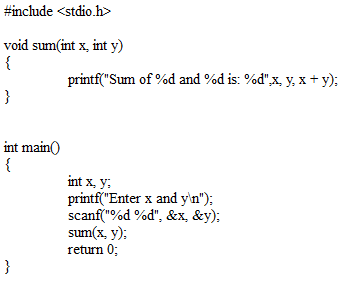 #include <stdio.h>
void sum(int x, int y)
{
printf("Sum of %d and %d is: %d",x, y, x + y);
}
int main()
{
int x, y;
printf("Enter x and y\n");
scanf("%d %d", &x, &y);
sum(x, y);
return 0;
}